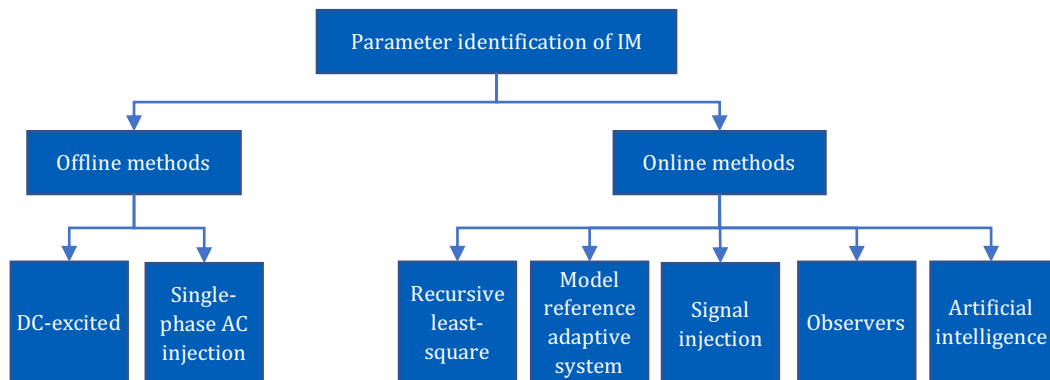 Parameter identification of IM
Offline methods
Online methods
DC-excited
Single-
phase AC
injection
Recursive
least-
square
Model
reference
adaptive
system
Signal
injection
Observers
Artificial
intelligence